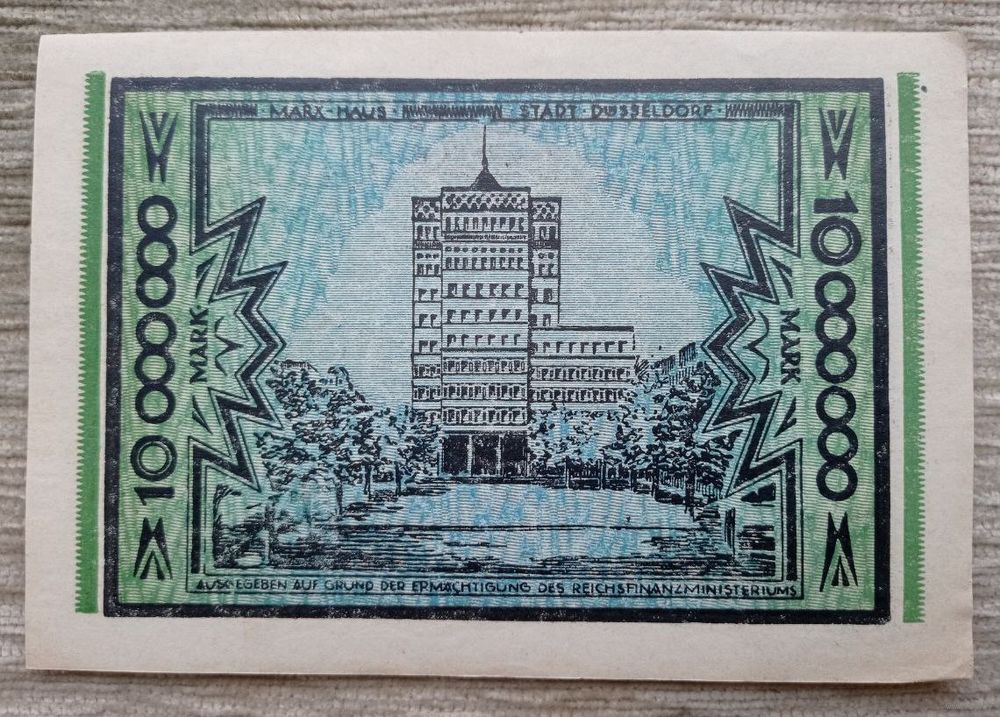 MARX-HAUS STADT DÜSSELDORF
10000000
MARK
MARK
10000000
AUSGEGEBEN AUF GRUND DER ERMÄCHTIGUNG DES REICHSFINANZMINISTERIUMS